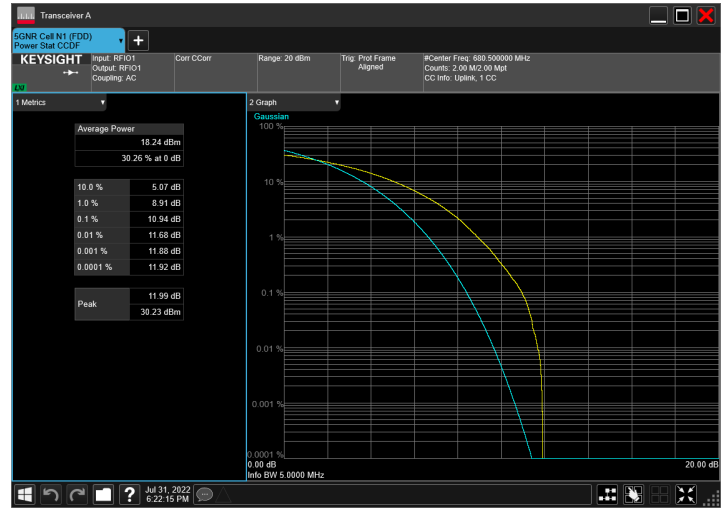 Transceiver A
5GNR Cell N1 (FDD)
Power Stat CCDF
KEYSIGHT
LXI
Input: RFIO1
Output: RFIO1
Coupling: AC
Corr CCorr
Range: 20 dBm
Trig: Prot Frame
Aligned
#Center Freq: 680.500000 MHz
Counts: 2.00 M/2.00 Mpt
CC Info: Uplink, 1 CC
1 Metrics
Average Power
18.24 dBm
30.26 % at 0 dB
10.0 % 5.07 dB
1.0 % 8.91 dB
0.1 % 10.94 dB
0.01 % 11.68 dB
0.001 % 11.88 dB
0.0001 % 11.92 dB
Peak 11.99 dB
30.23 dBm
2 Graph
Gaussian
100 %
10 %
1 %
0.1 %
0.01 %
0.001 %
0.0001 %
0.00 dB
20.00 dB
Info BW 5.0000 MHz
Jul 31, 2022
6:22:15 PM